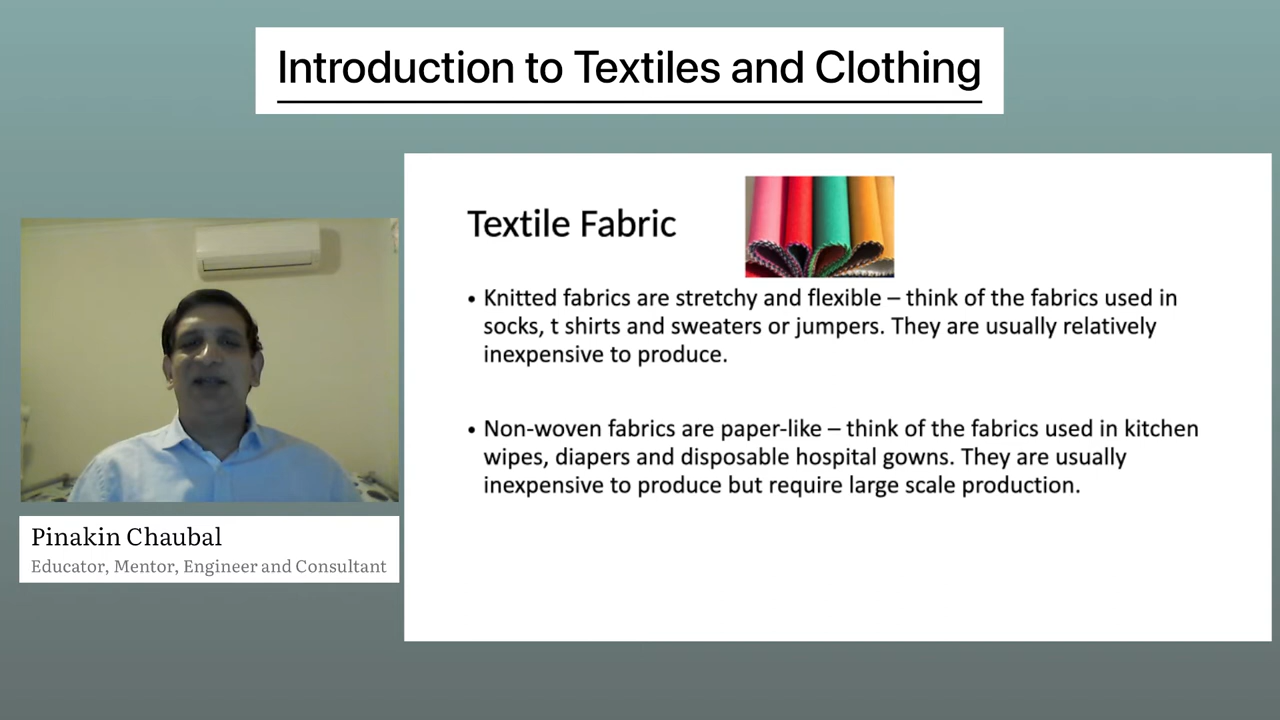 Introduction to Textiles and Clothing
Textile Fabric
• Knitted fabrics are stretchy and flexible – think of the fabrics used in
socks, t shirts and sweaters or jumpers. They are usually relatively
inexpensive to produce.
• Non-woven fabrics are paper-like – think of the fabrics used in kitchen
wipes, diapers and disposable hospital gowns. They are usually
inexpensive to produce but require large scale production.
Pinakin Chaubal
Educator, Mentor, Engineer and Consultant